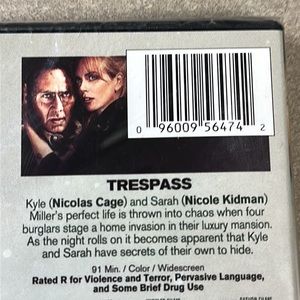 0 96009 56474 2
TRESPASS
Kyle (Nicolas Cage) and Sarah (Nicole Kidman)
Miller's perfect life is thrown into chaos when four
burglars stage a home invasion in their luxury mansion.
As the night rolls on it becomes apparent that Kyle
and Sarah have secrets of their own to hide.
91 Min. / Color / Widescreen
Rated R for Violence and Terror, Pervasive Language,
and Some Brief Drug Use